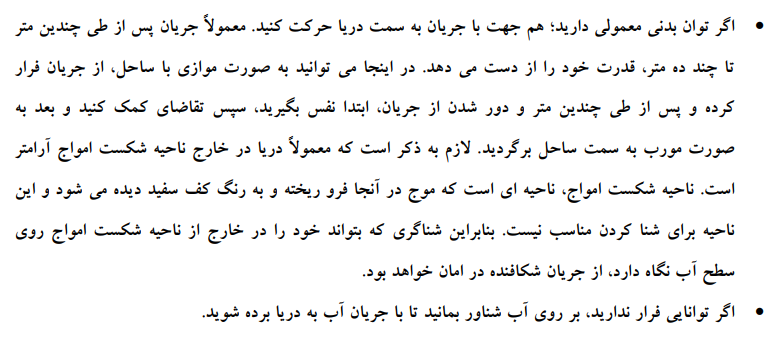 • اگر توان بدنی معمولی دارید؛ هم جهت با جریان به سمت دریا حرکت کنید. معمولاً جریان پس از طی چندین متر
تا چند ده متر، قدرت خود را از دست می دهد. در اینجا می توانید به صورت موازی با ساحل، از جریان فرار
کرده و پس از طی چندین متر و دور شدن از جریان، ابتدا نفس بگیرید، سپس تقاضای کمک کنید و بعد به
صورت مورب به سمت ساحل برگردید. لازم به ذکر است که معمولاً دریا در خارج ناحیه شکست امواج آرامتر
است. ناحیه شکست امواج، ناحیه ای است که موج در آنجا فرو ریخته و به رنگ کف سفید دیده می شود و این
ناحیه برای شنا کردن مناسب نیست. بنابراین شناگری که بتواند خود را در خارج از ناحیه شکست امواج روی
سطح آب نگاه دارد، از جریان شکافنده در امان خواهد بود.
• اگر توانایی فرار ندارید، بر روی آب شناور بمانید تا با جریان آب به دریا برده شوید.